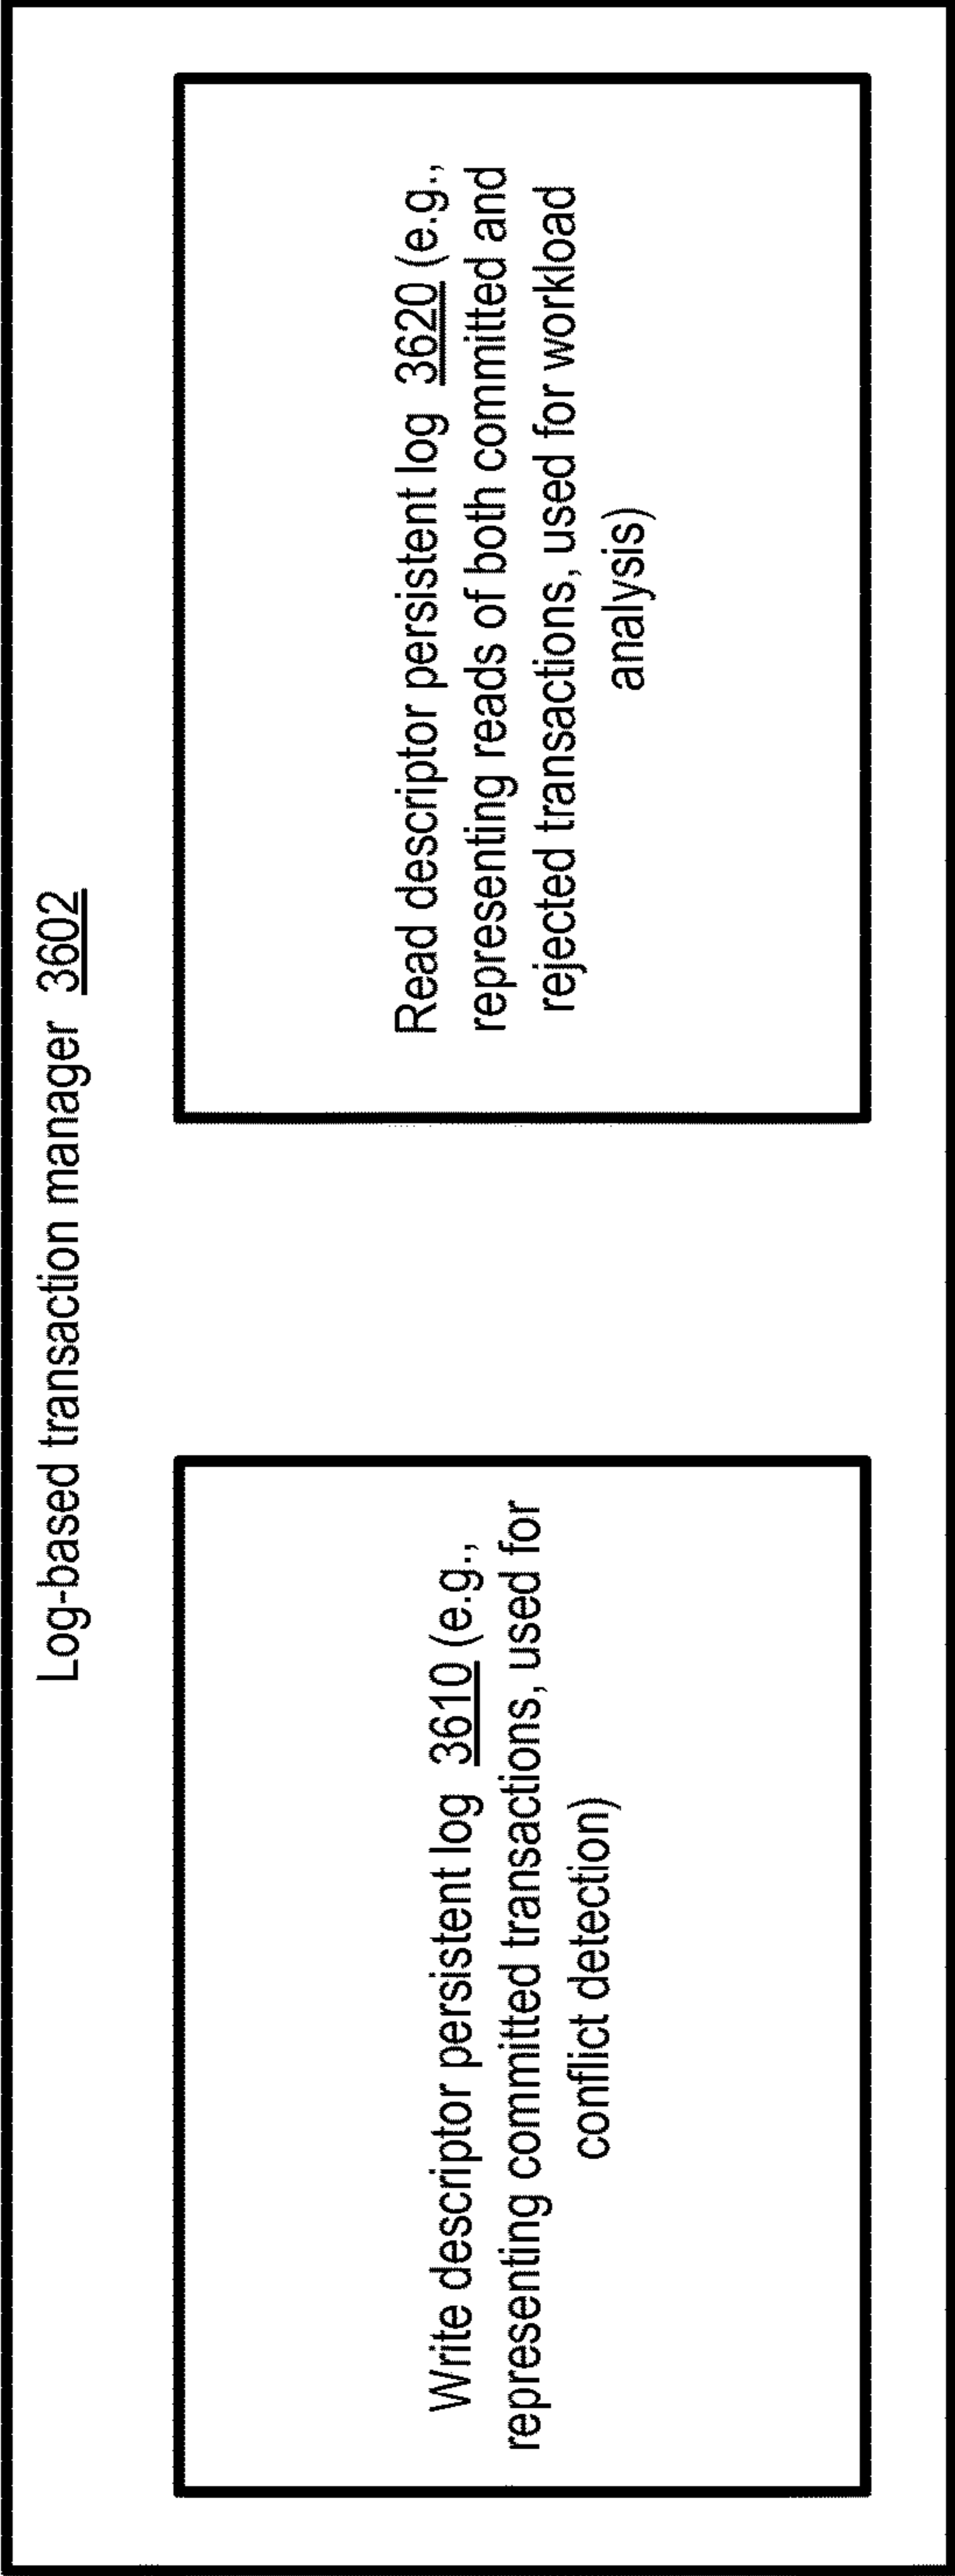 Log-based transaction manager 3602
Write descriptor persistent log 3610 (e.g.,
representing committed transactions, used for
conflict detection)
Read descriptor persistent log 3620 (e.g.,
representing reads of both committed and
rejected transactions, used for workload
analysis)